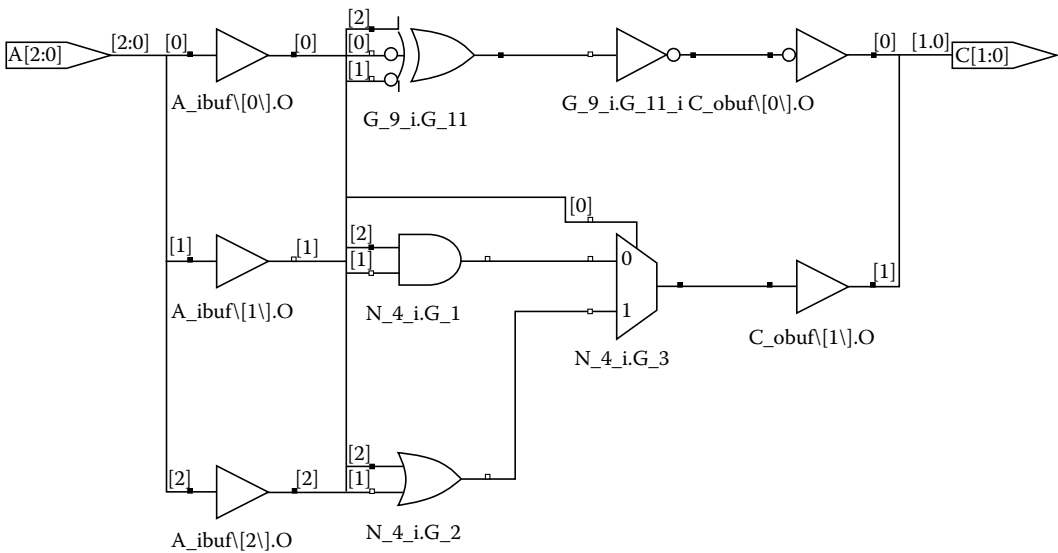 A[2:0]
[2:0]
[0]
[0]
A_ibuf\[0\].O
[2]
[0]
[1]
G_9_i.G_11
G_9_i.G_11_i
C_obuf\[0\].O
[0]
[1.0]
C[1:0]
[1]
[1]
A_ibuf\[1\].O
[2]
[1]
N_4_i.G_1
[0]
0
1
N_4_i.G_3
[1]
C_obuf\[1\].O
[2]
[2]
A_ibuf\[2\].O
[2]
[1]
N_4_i.G_2